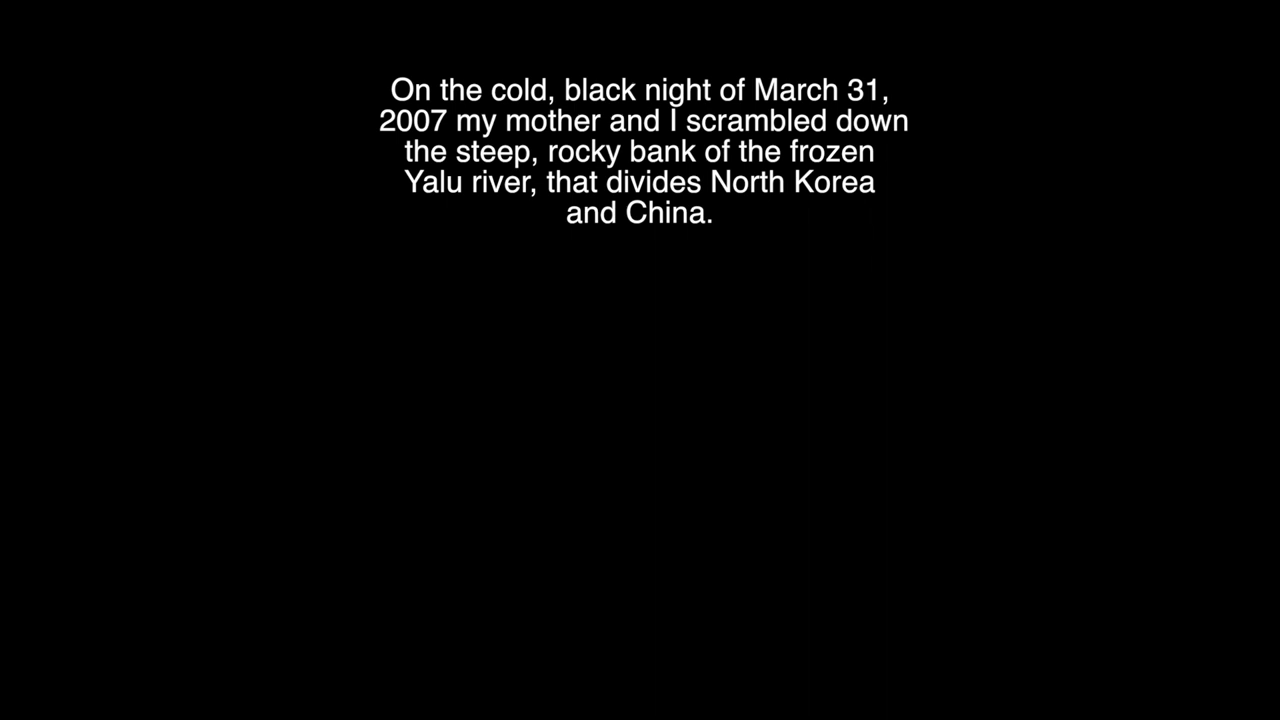 On the cold, black night of March 31,
2007 my mother and I scrambled down
the steep, rocky bank of the frozen
Yalu river, that divides North Korea
and China.